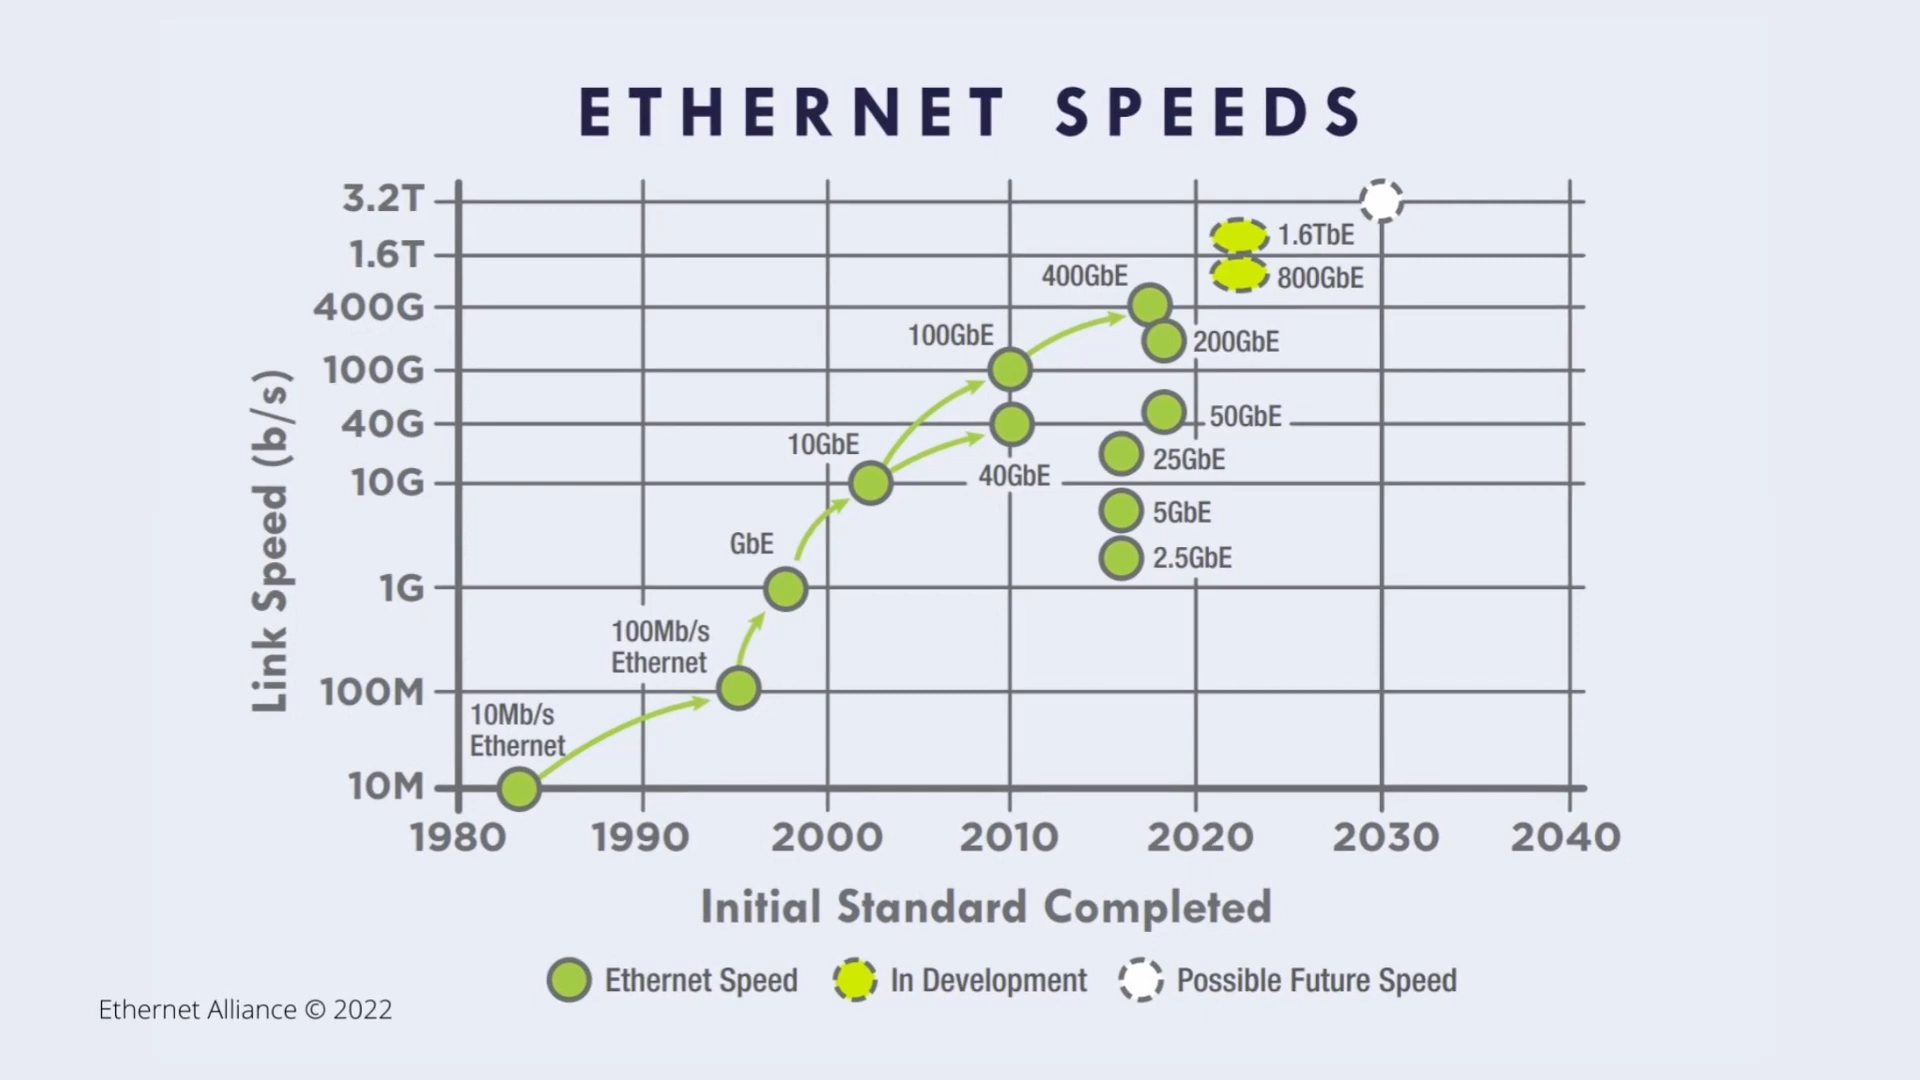 ETHERNET SPEEDS
Link Speed (b/s)
3.2T
1.6T
400G
100G
40G
10G
1G
100M
10M
1.6TbE
800GbE
400GbE
200GbE
100GbE
50GbE
10GbE
25GbE
40GbE
5GbE
2.5GbE
GbE
100Mb/s
Ethernet
10Mb/s
Ethernet
1980 1990 2000 2010 2020 2030 2040
Initial Standard Completed
Ethernet Speed In Development Possible Future Speed
Ethernet Alliance © 2022